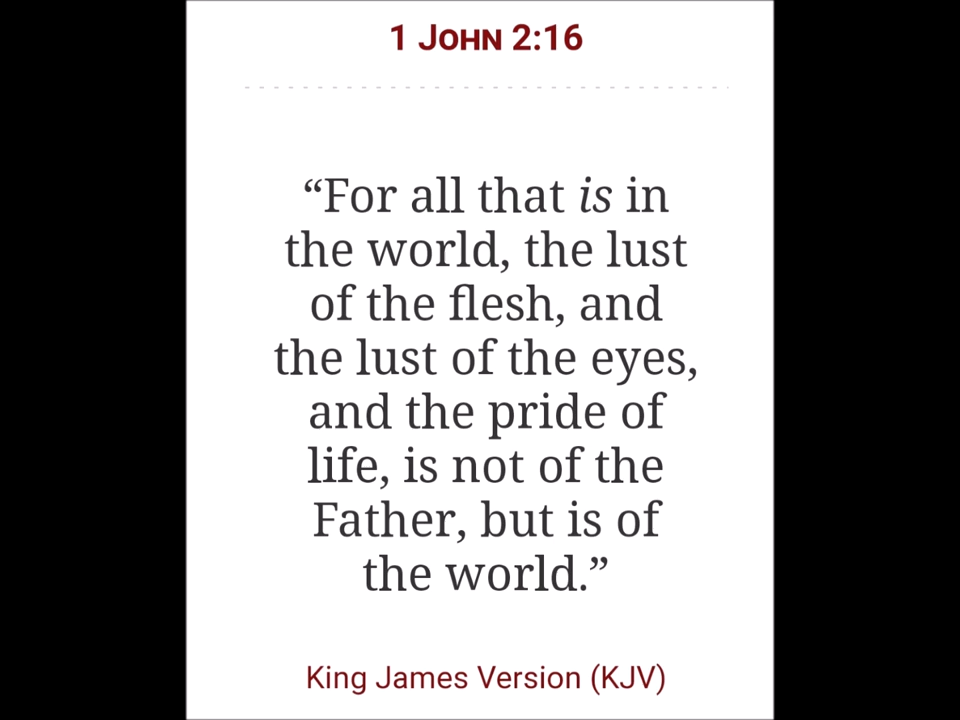 1 John 2:16
“For all that is in
the world, the lust
of the flesh, and
the lust of the eyes,
and the pride of
life, is not of the
Father, but is of
the world.”
King James Version (KJV)